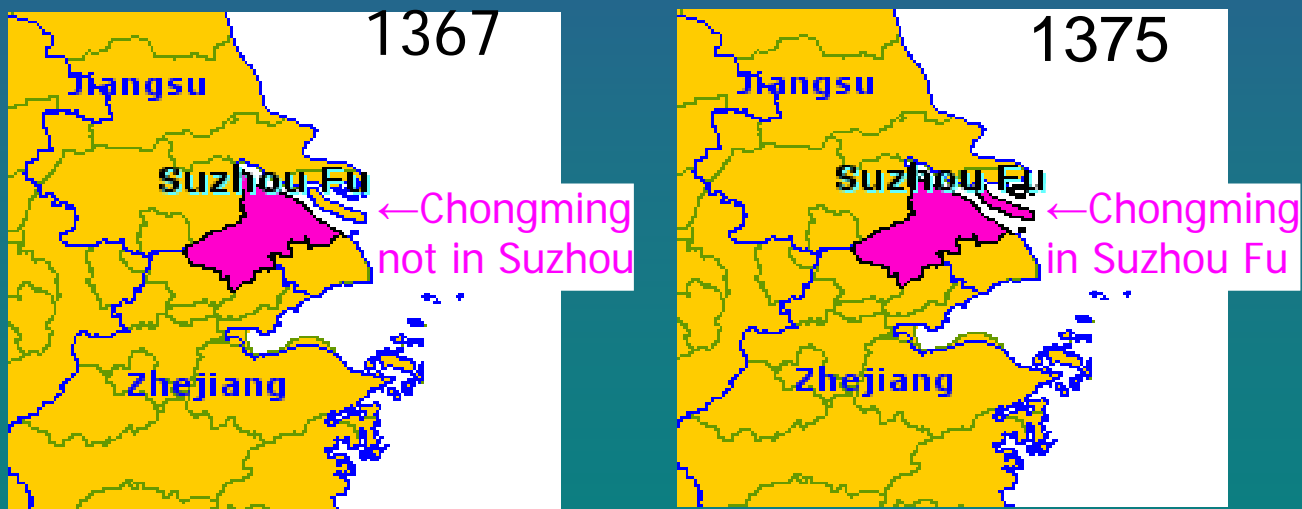 1367
Jiangsu
Suzhou Fu
←Chongming
not in Suzhou
Zhejiang
1375
Jiangsu
Suzhou Fu
←Chongming
in Suzhou Fu
Zhejiang